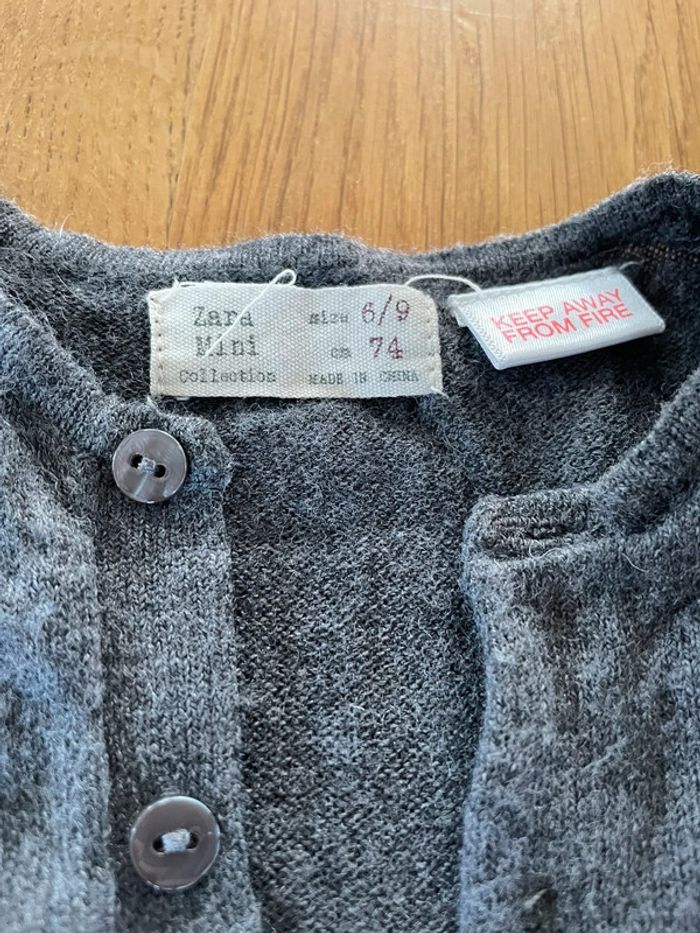 Zara size 6/9
Mini cm 74
Collection MADE IN CHINA
KEEP AWAY
FROM FIRE